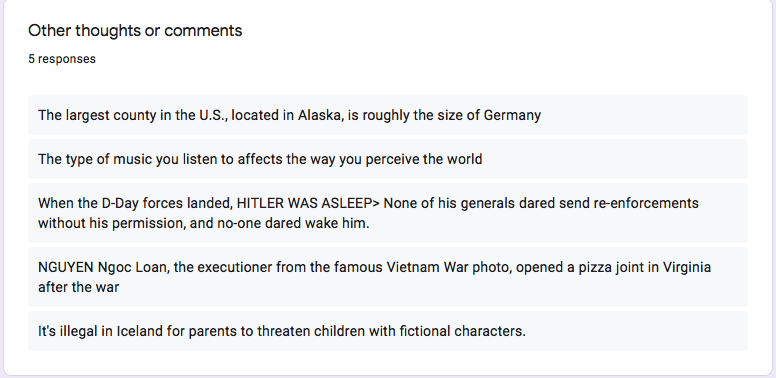 Other thoughts or comments
5 responses
The largest county in the U.S., located in Alaska, is roughly the size of Germany
The type of music you listen to affects the way you perceive the world
When the D-Day forces landed, HITLER WAS ASLEEP> None of his generals dared send re-enforcements
without his permission, and no-one dared wake him.
NGUYEN Ngoc Loan, the executioner from the famous Vietnam War photo, opened a pizza joint in Virginia
after the war
It's illegal in Iceland for parents to threaten children with fictional characters.